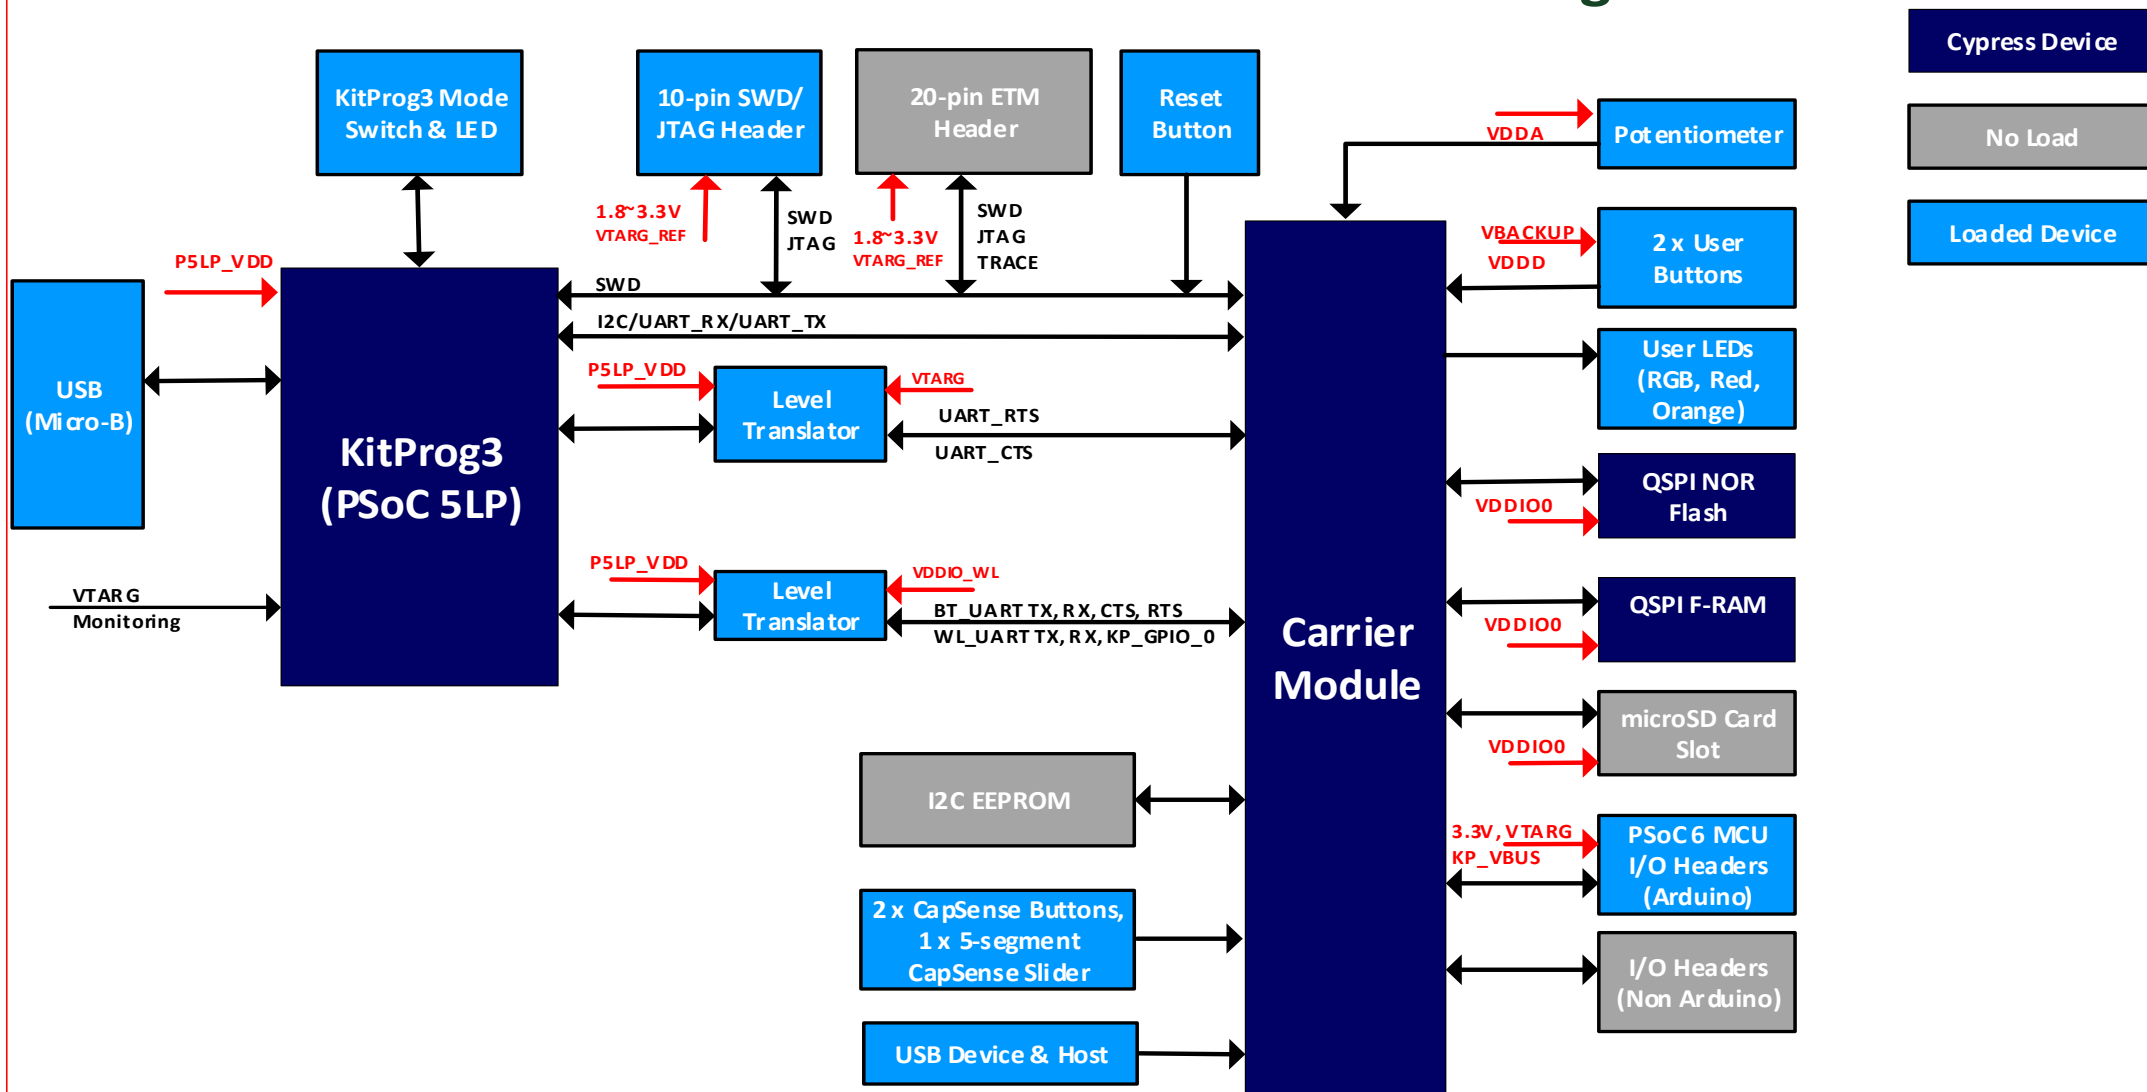 Cypress Device
No Load
Loaded Device
KitProg3 Mode
Switch & LED
10-pin SWD/
JTAG Header
20-pin ETM
Header
Reset
Button
1.8~3.3V
VTARG_REF
SWD
JTAG
1.8~3.3V
VTARG_REF
SWD
JTAG
TRACE
VDDA
Potentiometer
VBACKUP
VDDD
2 x User
Buttons
User LEDs
(RGB, Red,
Orange)
P5LP_VDD
USB
(Micro-B)
KitProg3
(PSoC 5LP)
VTARG
Monitoring
SWD
I2C/UART_RX/UART_TX
P5LP_VDD
Level
Translator
VTARG
UART_RTS
UART_CTS
P5LP_VDD
Level
Translator
VDDIO_WL
BT_UART TX, RX, CTS, RTS
WL_UART TX, RX, KP_GPIO_0
Carrier
Module
QSPI NOR
Flash
VDDIO0
QSPI F-RAM
VDDIO0
microSD Card
Slot
VDDIO0
I2C EEPROM
3.3V, VTARG
KP_VBUS
PSoC 6 MCU
I/O Headers
(Arduino)
2 x CapSense Buttons,
1 x 5-segment
CapSense Slider
I/O Headers
(Non Arduino)
USB Device & Host